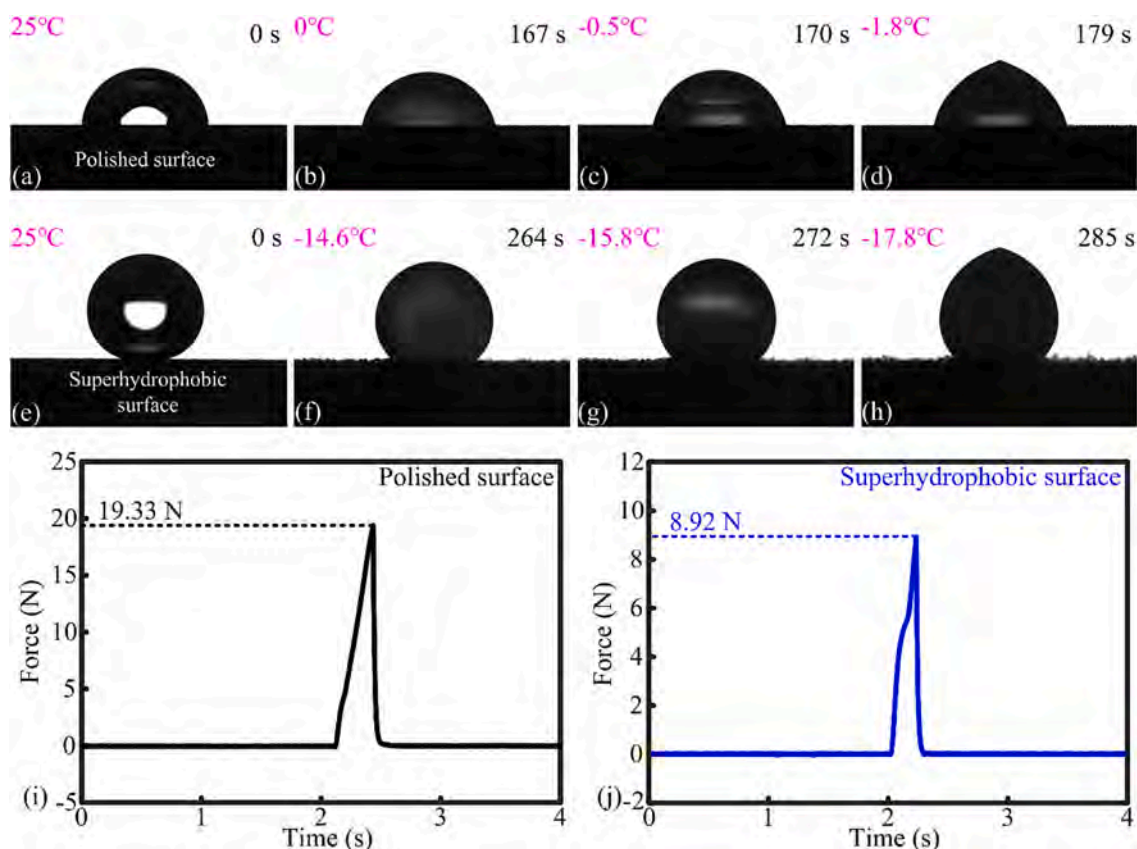 25℃ 0 s
0℃ 167 s
-0.5℃ 170 s
-1.8℃ 179 s
Polished surface
(a)
(b)
(c)
(d)
25℃ 0 s
-14.6℃ 264 s
-15.8℃ 272 s
-17.8℃ 285 s
Superhydrophobic
surface
(e)
(f)
(g)
(h)
25
20
15
10
5
0
-5
Force (N)
Polished surface
19.33 N
(i)
0 1 2 3 4
Time (s)
12
10
8
6
4
2
0
-2
Force (N)
Superhydrophobic surface
8.92 N
(j)
0 1 2 3 4
Time (s)